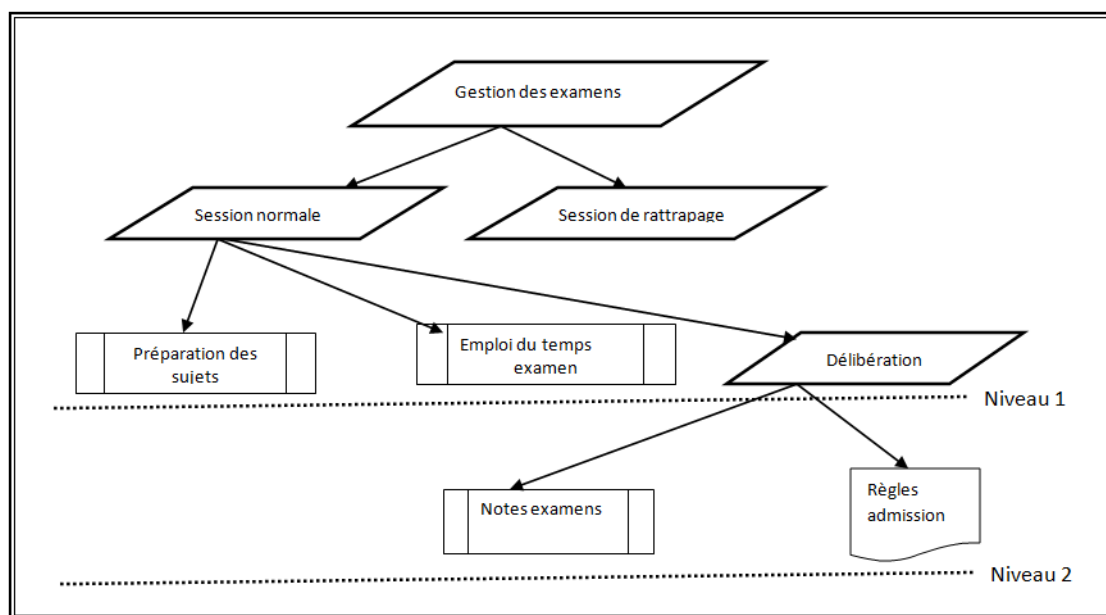 Gestion des examens
Session normale
Session de rattrapage
Préparation des
sujets
Emploi du temps
examen
Délibération
Niveau 1
Notes examens
Règles
admission
Niveau 2